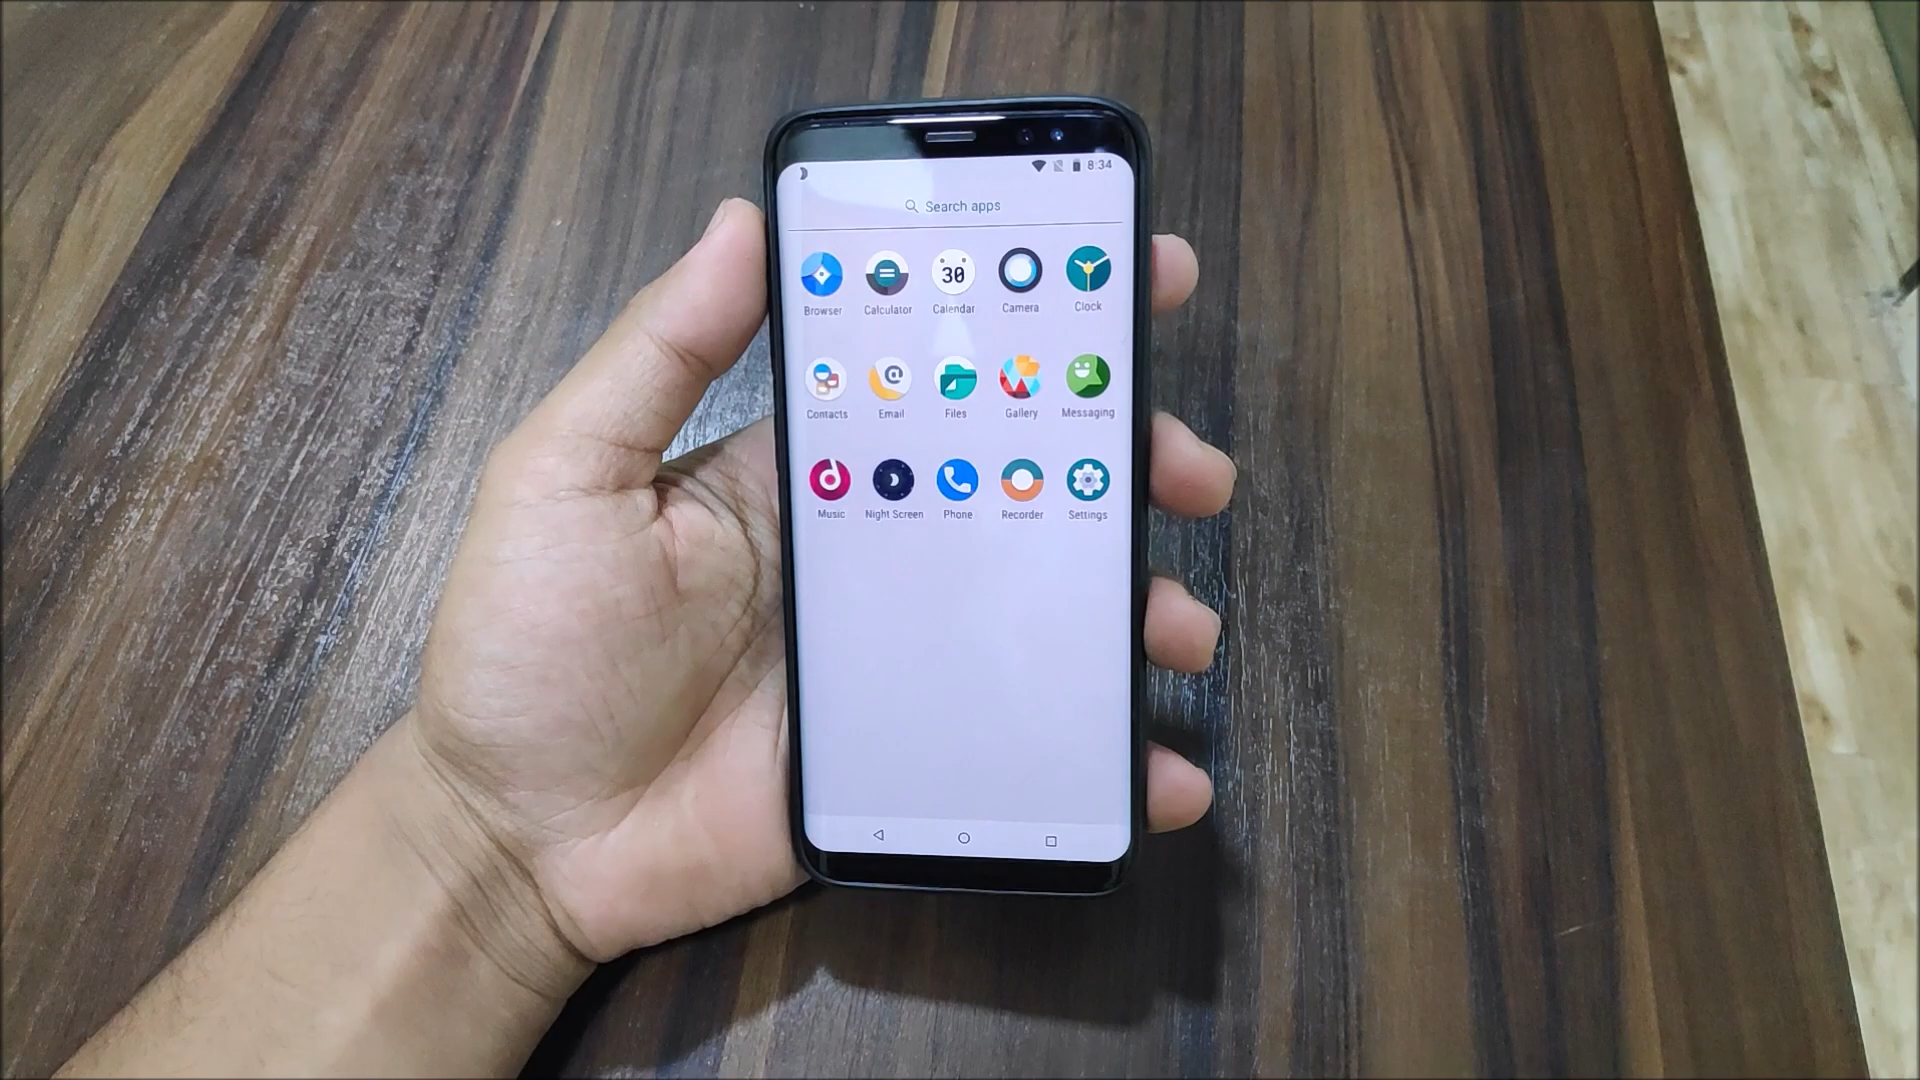 8:34
Search apps
Browser Calculator Calendar Camera Clock
30
Contacts Email Files Gallery Messaging
@
Music Night Screen Phone Recorder Settings